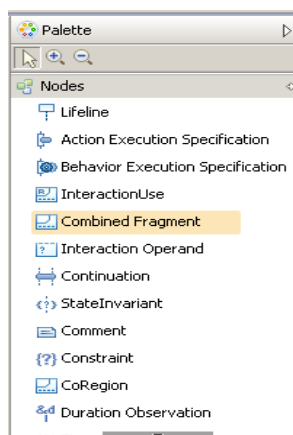 Palette
Nodes
Lifeline
Action Execution Specification
Behavior Execution Specification
InteractionUse
Combined Fragment
Interaction Operand
Continuation
StateInvariant
Comment
{?} Constraint
CoRegion
Duration Observation